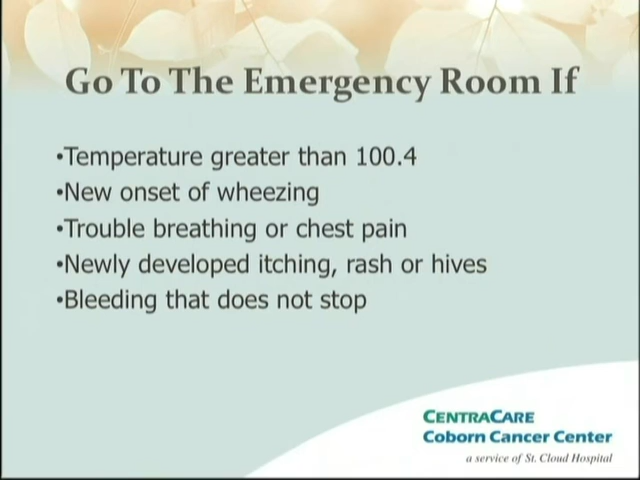 Go To The Emergency Room If
•Temperature greater than 100.4
•New onset of wheezing
•Trouble breathing or chest pain
•Newly developed itching, rash or hives
•Bleeding that does not stop
CENTRACARE
Coborn Cancer Center
a service of St. Cloud Hospital